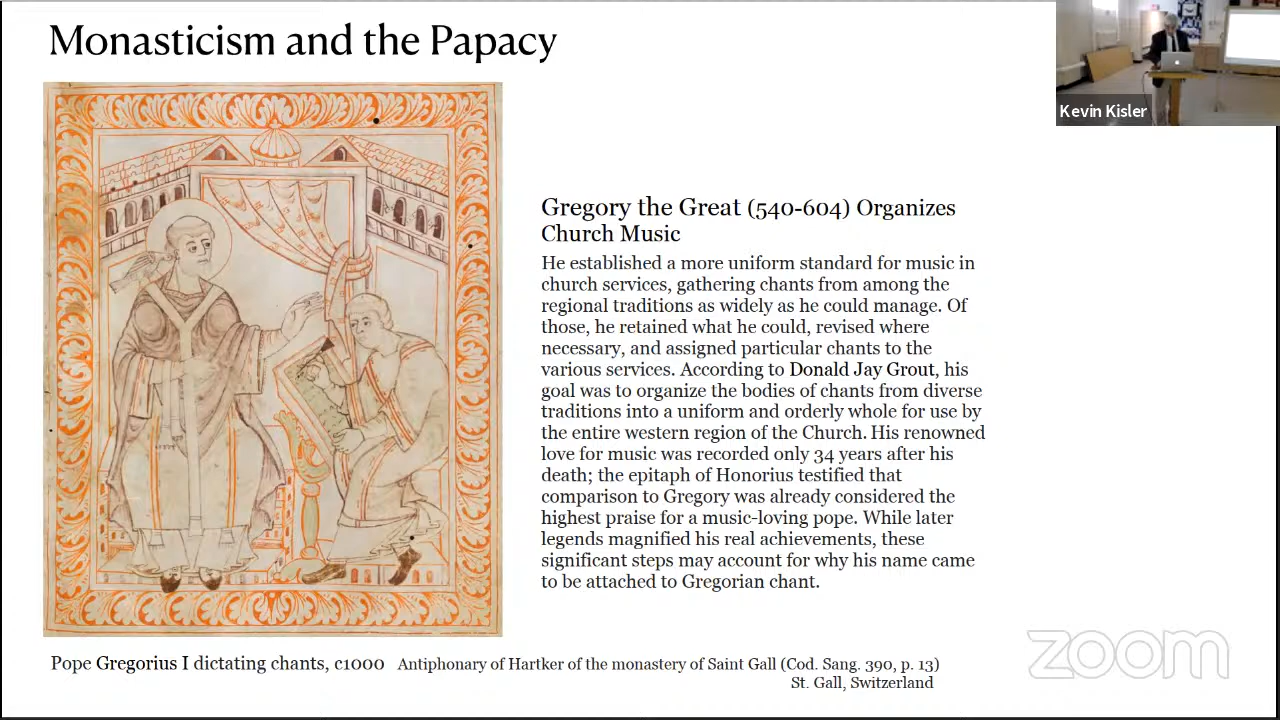 Monasticism and the Papacy
Kevin Kisler
Gregory the Great (540-604) Organizes
Church Music
He established a more uniform standard for music in
church services, gathering chants from among the
regional traditions as widely as he could manage. Of
those, he retained what he could, revised where
necessary, and assigned particular chants to the
various services. According to Donald Jay Grout, his
goal was to organize the bodies of chants from diverse
traditions into a uniform and orderly whole for use by
the entire western region of the Church. His renowned
love for music was recorded only 34 years after his
death; the epitaph of Honorius testified that
comparison to Gregory was already considered the
highest praise for a music-loving pope. While later
legends magnified his real achievements, these
significant steps may account for why his name came
to be attached to Gregorian chant.
Pope Gregorius I dictating chants, c1000 Antiphonary of Hartker of the monastery of Saint Gall (Cod. Sang. 390, p. 13)
St. Gall, Switzerland
zoom